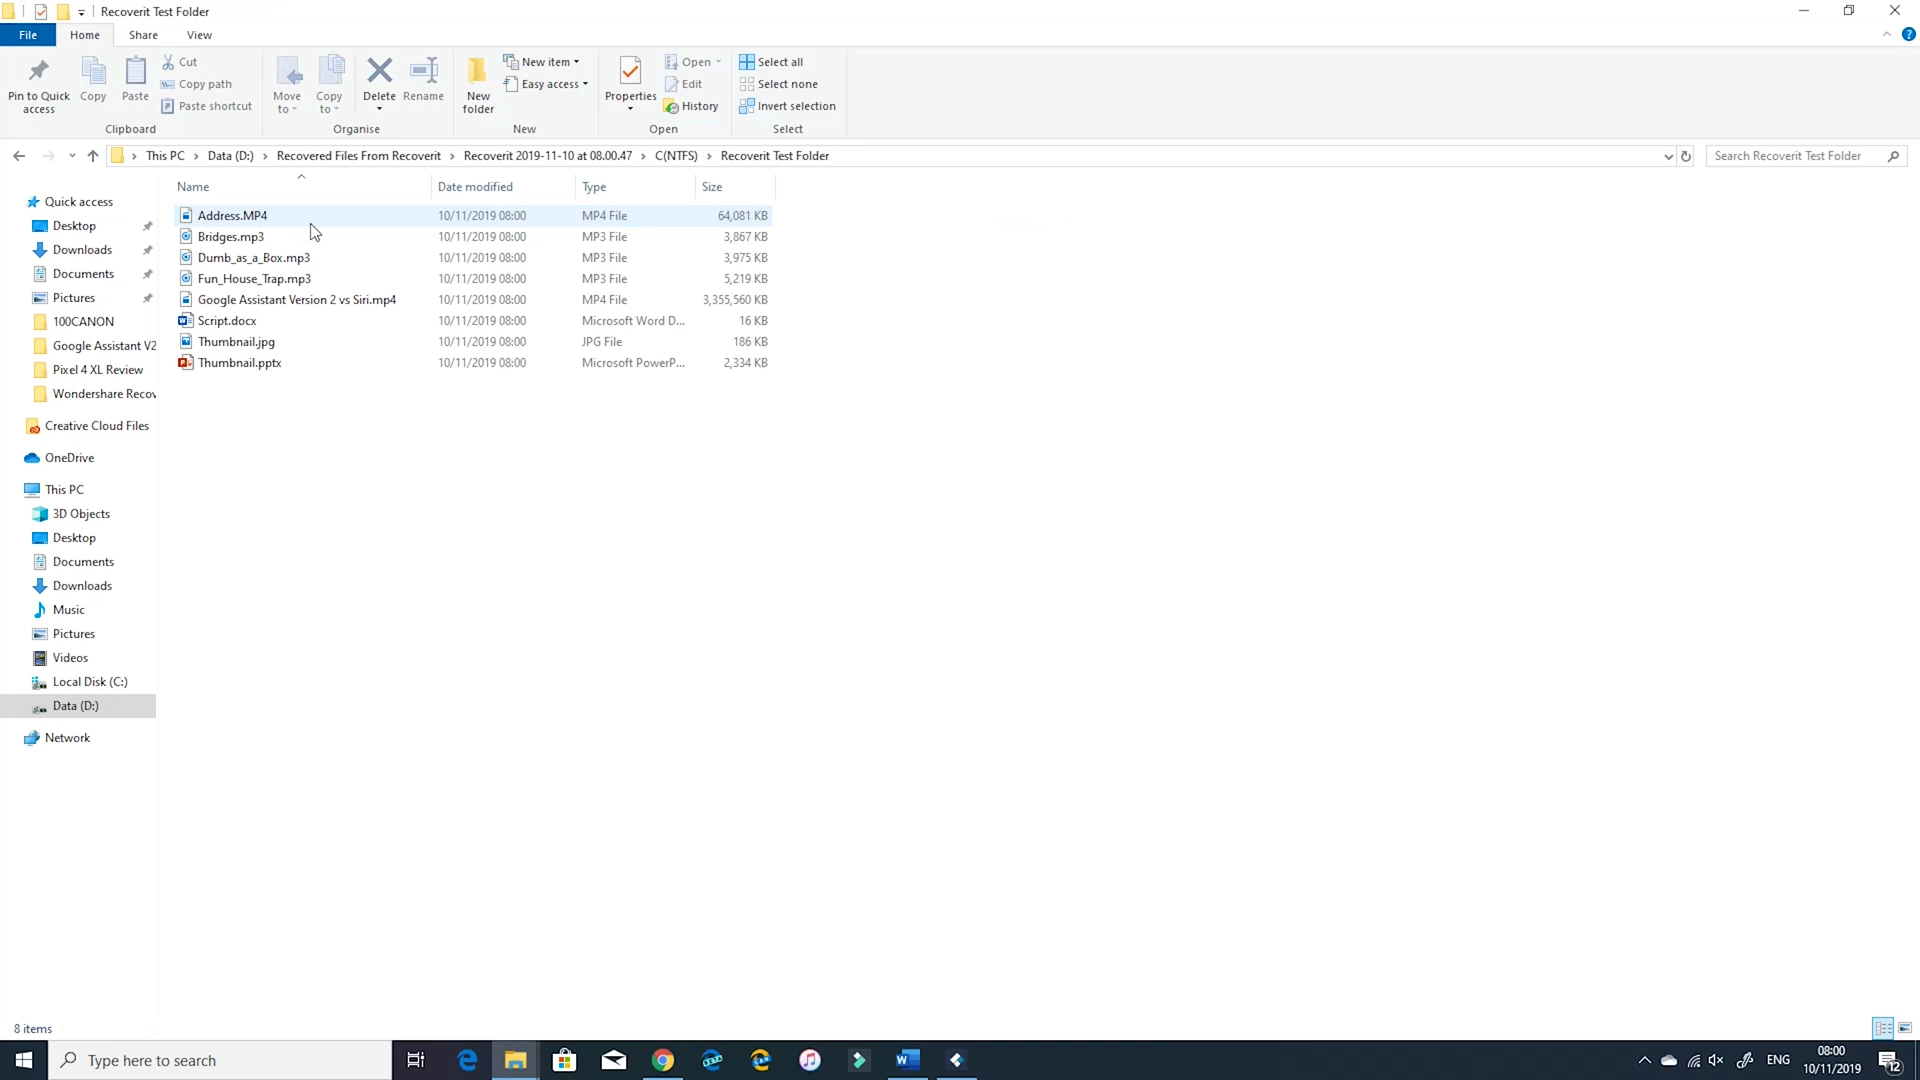 Recoverit Test Folder
File Home Share View
Pin to Quick access
Copy
Paste
Cut
Copy path
Paste shortcut
Clipboard
Move to
Copy to
Delete
Rename
Organise
New folder
New item
Easy access
New
Properties
Open
Edit
History
Open
Select all
Select none
Invert selection
Select
This PC > Data (D:) > Recovered Files From Recoverit > Recoverit 2019-11-10 at 08.00.47 > C(NTFS) > Recoverit Test Folder
Search Recoverit Test Folder
Name Date modified Type Size
Address.MP4 10/11/2019 08:00 MP4 File 64,081 KB
Bridges.mp3 10/11/2019 08:00 MP3 File 3,867 KB
Dumb_as_a_Box.mp3 10/11/2019 08:00 MP3 File 3,975 KB
Fun_House_Trap.mp3 10/11/2019 08:00 MP3 File 5,219 KB
Google Assistant Version 2 vs Siri.mp4 10/11/2019 08:00 MP4 File 3,355,560 KB
Script.docx 10/11/2019 08:00 Microsoft Word D... 16 KB
Thumbnail.jpg 10/11/2019 08:00 JPG File 186 KB
Thumbnail.pptx 10/11/2019 08:00 Microsoft PowerP... 2,334 KB
Quick access
Desktop
Downloads
Documents
Pictures
100CANON
Google Assistant V2
Pixel 4 XL Review
Wondershare Recov
Creative Cloud Files
OneDrive
This PC
3D Objects
Desktop
Documents
Downloads
Music
Pictures
Videos
Local Disk (C:)
Data (D:)
Network
8 items
Type here to search
BETA
CAN
ENG
08:00
10/11/2019
12